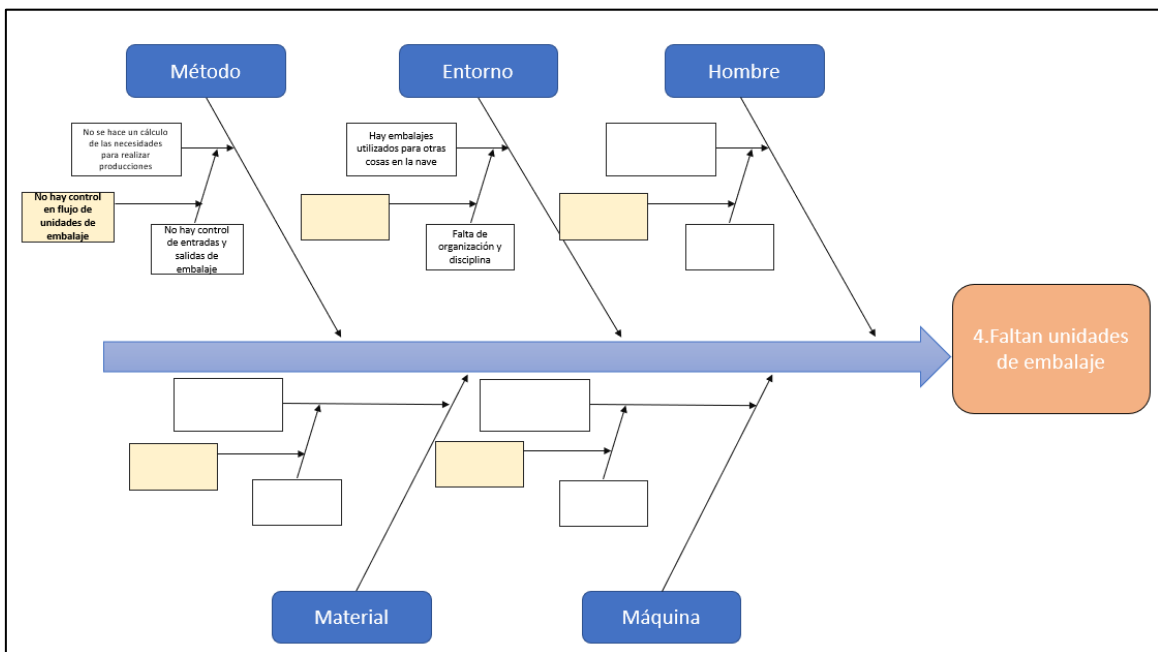 Método
Entorno
Hombre
No se hace un cálculo
de las necesidades
para realizar
producciones
Hay embalajes
utilizados para otras
cosas en la nave
No hay control
en flujo de
unidades de
embalaje
No hay control
de entradas y
salidas de
embalaje
Falta de
organización y
disciplina
4.Faltan unidades
de embalaje
Material
Máquina